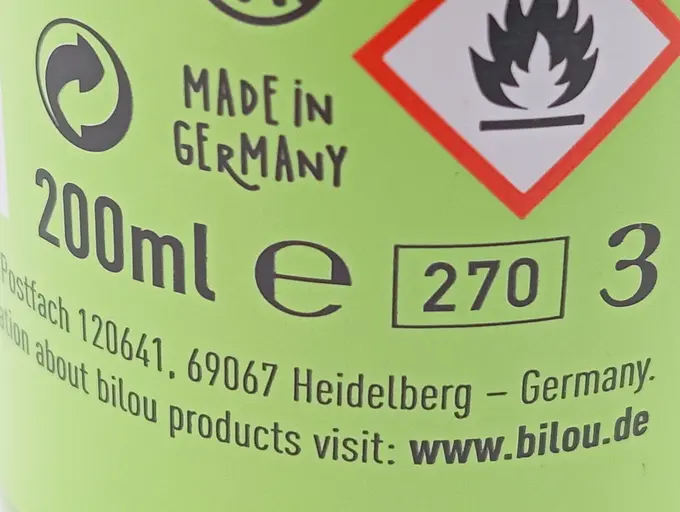 MADE iN
GERMANY
200ml e 270 3
Postfach 120641, 69067 Heidelberg – Germany.
about bilou products visit: www.bilou.de